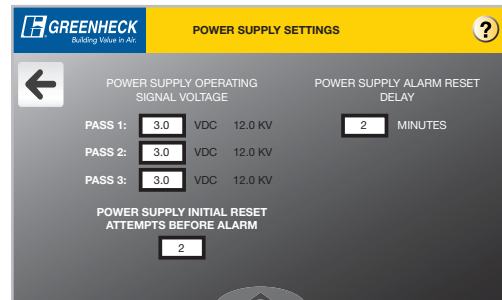 GREENHECK
Building Value in Air.
POWER SUPPLY SETTINGS
?
POWER SUPPLY OPERATING
SIGNAL VOLTAGE
PASS 1: 3.0 VDC 12.0 KV
PASS 2: 3.0 VDC 12.0 KV
PASS 3: 3.0 VDC 12.0 KV
POWER SUPPLY INITIAL RESET
ATTEMPTS BEFORE ALARM
2
POWER SUPPLY ALARM RESET
DELAY
2 MINUTES